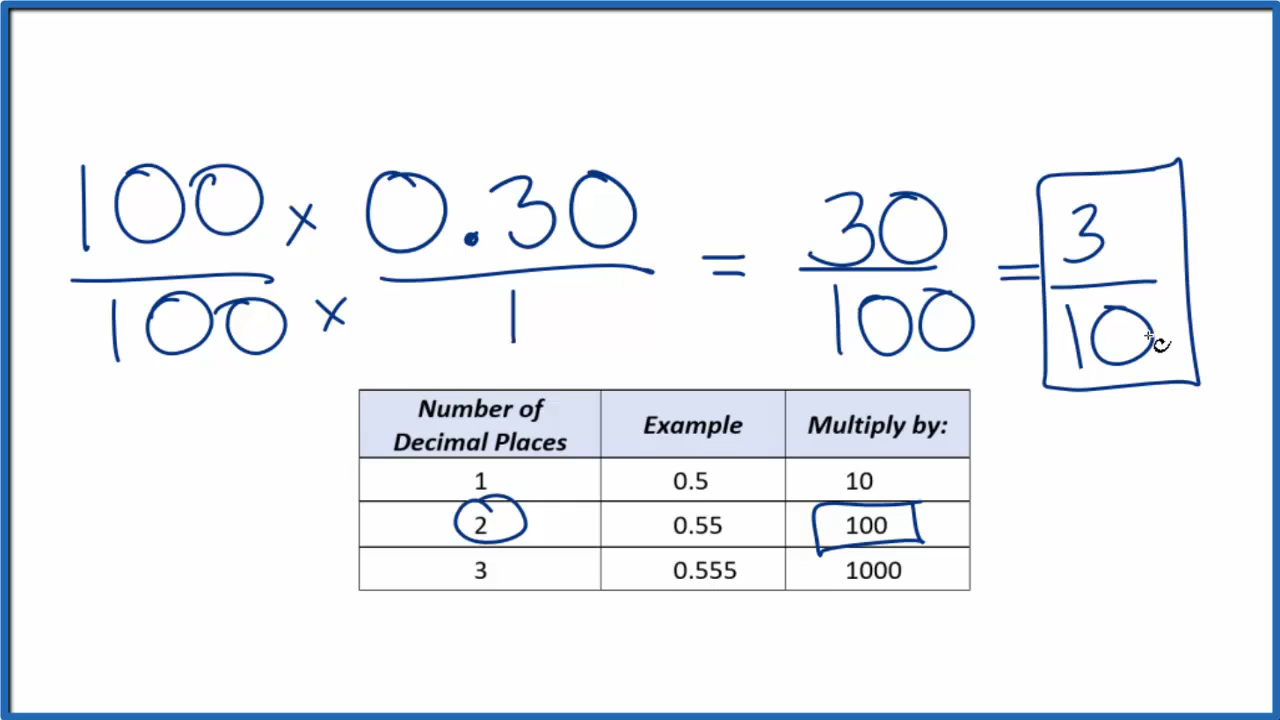 100 × 0.30 = 30 = 3
100 × 1 100 10
Number of Decimal Places Example Multiply by:
1 0.5 10
2 0.55 100
3 0.555 1000